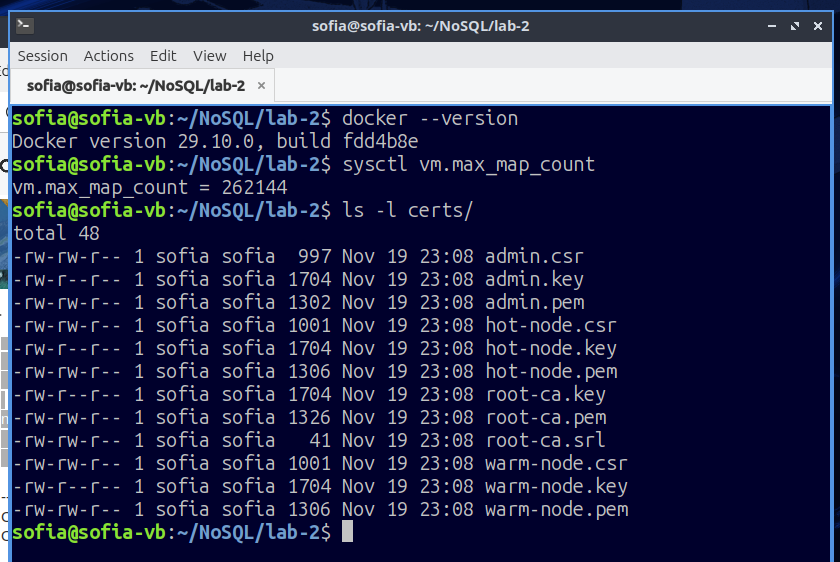 sofia@sofia-vb: ~/NoSQL/lab-2
Session Actions Edit View Help
sofia@sofia-vb: ~/NoSQL/lab-2 ×
sofia@sofia-vb:~/NoSQL/lab-2$ docker --version
Docker version 29.10.0, build fdd4b8e
sofia@sofia-vb:~/NoSQL/lab-2$ sysctl vm.max_map_count
vm.max_map_count = 262144
sofia@sofia-vb:~/NoSQL/lab-2$ ls -l certs/
total 48
-rw-rw-r-- 1 sofia sofia  997 Nov 19 23:08 admin.csr
-rw-r--r-- 1 sofia sofia 1704 Nov 19 23:08 admin.key
-rw-rw-r-- 1 sofia sofia 1302 Nov 19 23:08 admin.pem
-rw-rw-r-- 1 sofia sofia 1001 Nov 19 23:08 hot-node.csr
-rw-r--r-- 1 sofia sofia 1704 Nov 19 23:08 hot-node.key
-rw-rw-r-- 1 sofia sofia 1306 Nov 19 23:08 hot-node.pem
-rw-r--r-- 1 sofia sofia 1704 Nov 19 23:08 root-ca.key
-rw-rw-r-- 1 sofia sofia 1326 Nov 19 23:08 root-ca.pem
-rw-rw-r-- 1 sofia sofia   41 Nov 19 23:08 root-ca.srl
-rw-rw-r-- 1 sofia sofia 1001 Nov 19 23:08 warm-node.csr
-rw-r--r-- 1 sofia sofia 1704 Nov 19 23:08 warm-node.key
-rw-rw-r-- 1 sofia sofia 1306 Nov 19 23:08 warm-node.pem
sofia@sofia-vb:~/NoSQL/lab-2$